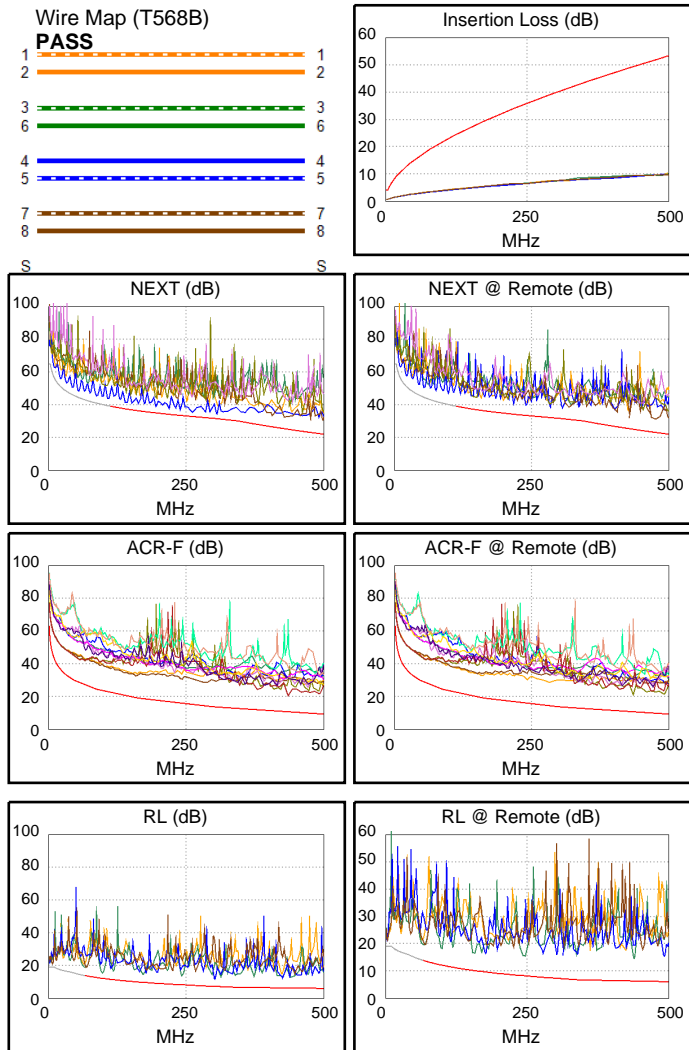 Wire Map (T568B)
PASS
1 1
2 2
3 3
6 6
4 4
5 5
7 7
8 8
S S
Insertion Loss (dB)
60
50
40
30
20
10
0
0 250 500
MHz
NEXT (dB)
100
80
60
40
20
0
0 250 500
MHz
NEXT @ Remote (dB)
100
80
60
40
20
0
0 250 500
MHz
ACR-F (dB)
100
80
60
40
20
0
0 250 500
MHz
ACR-F @ Remote (dB)
100
80
60
40
20
0
0 250 500
MHz
RL (dB)
100
80
60
40
20
0
0 250 500
MHz
RL @ Remote (dB)
60
50
40
30
20
10
0
0 250 500
MHz